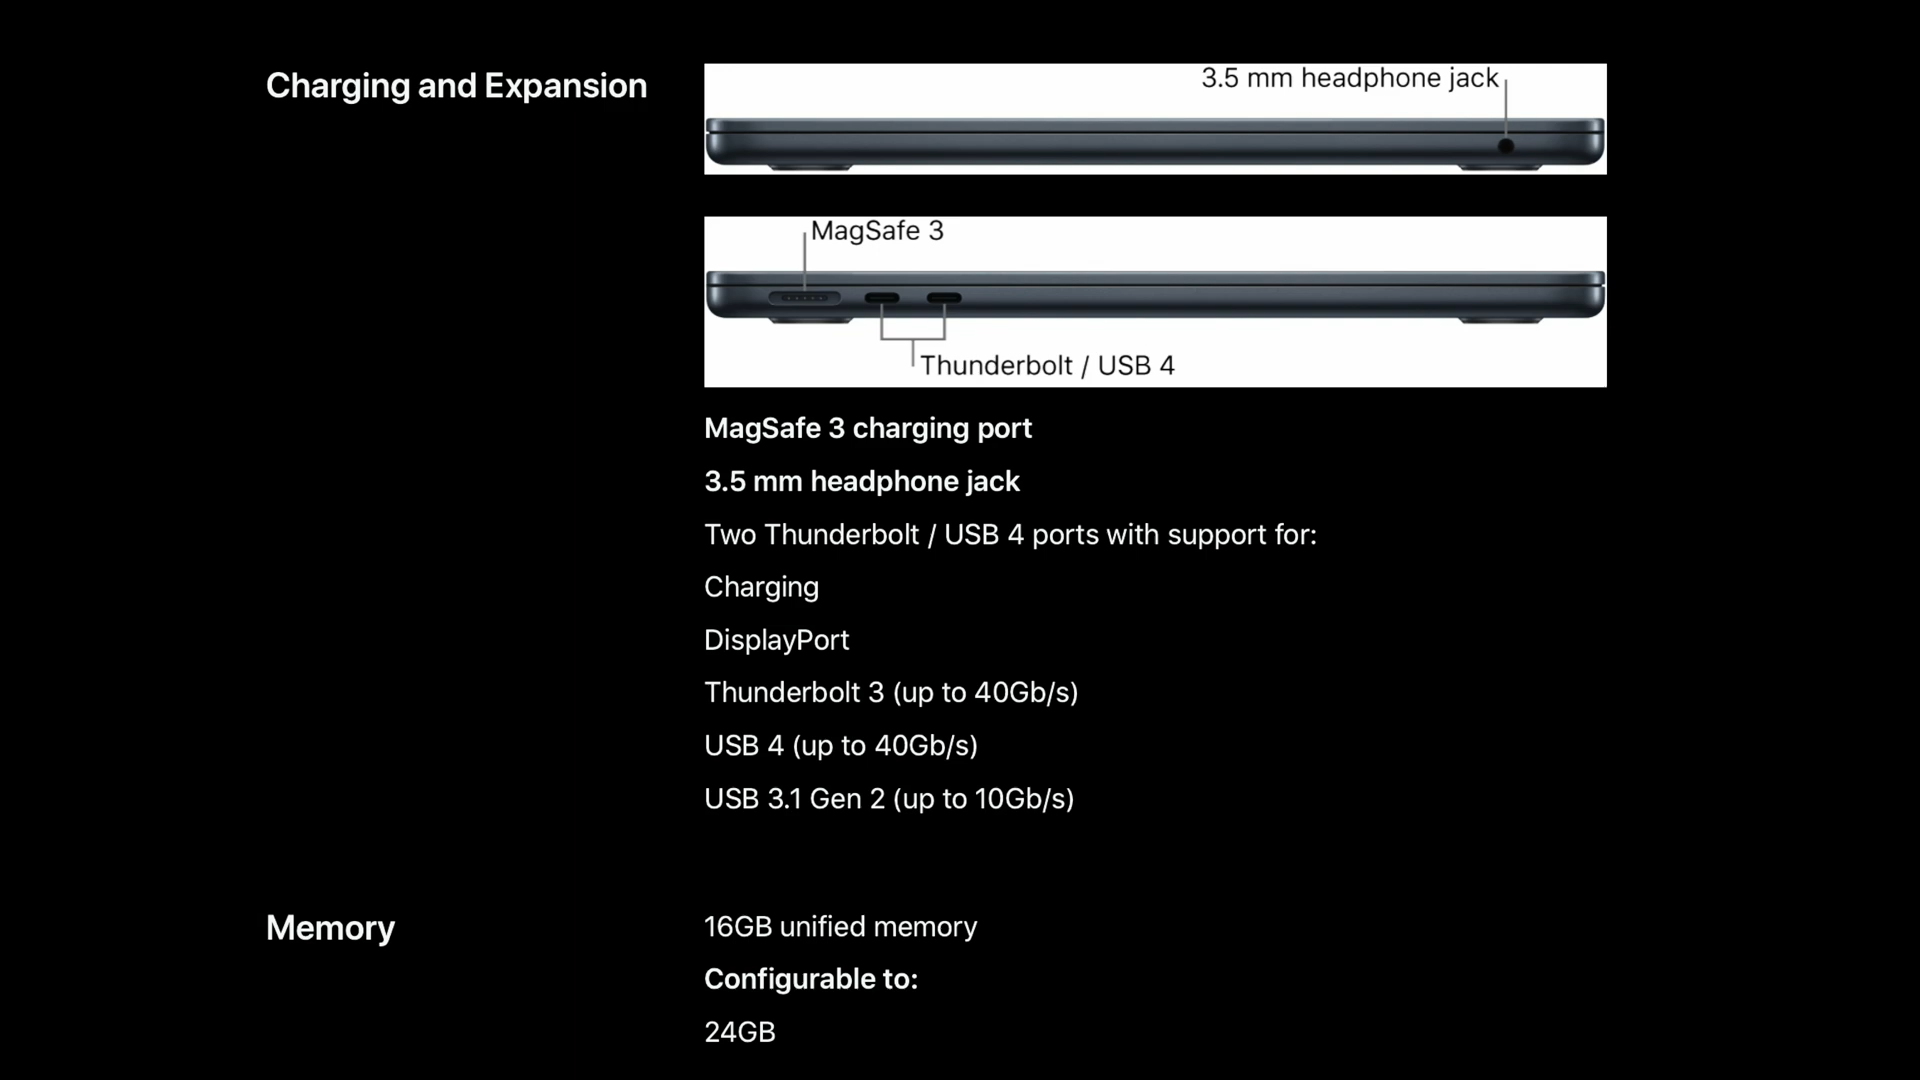 Charging and Expansion
3.5 mm headphone jack
MagSafe 3
Thunderbolt / USB 4
MagSafe 3 charging port
3.5 mm headphone jack
Two Thunderbolt / USB 4 ports with support for:
Charging
DisplayPort
Thunderbolt 3 (up to 40Gb/s)
USB 4 (up to 40Gb/s)
USB 3.1 Gen 2 (up to 10Gb/s)
Memory
16GB unified memory
Configurable to:
24GB